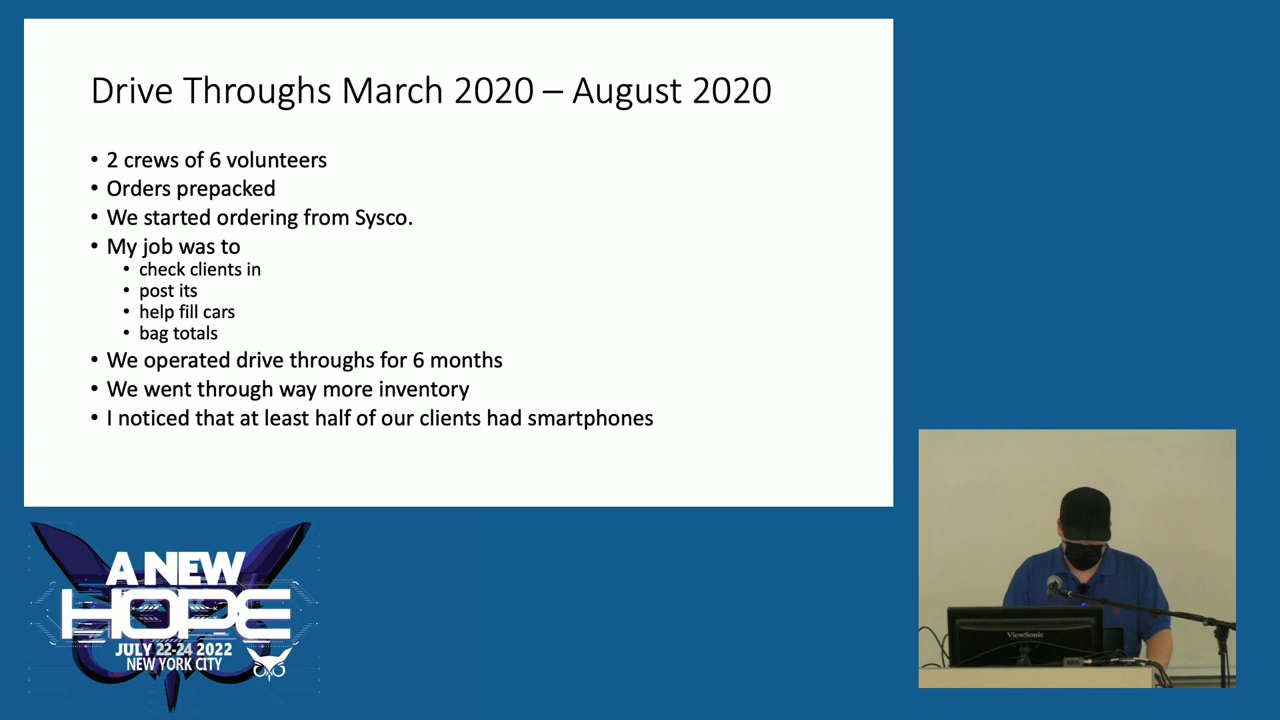 Drive Throughs March 2020 – August 2020
• 2 crews of 6 volunteers
• Orders prepacked
• We started ordering from Sysco.
• My job was to
• check clients in
• post its
• help fill cars
• bag totals
• We operated drive throughs for 6 months
• We went through way more inventory
• I noticed that at least half of our clients had smartphones
A NEW
HOPE
JULY 22-24 2022
NEW YORK CITY
ViewSonic